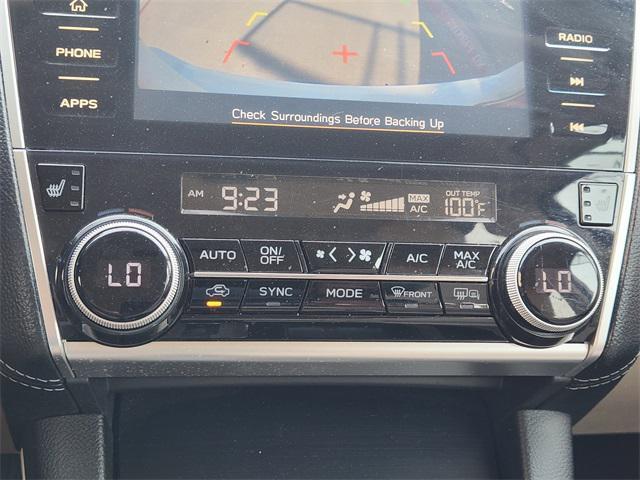 PHONE
RADIO
APPS
Check Surroundings Before Backing Up
AM 9:23 MAX A/C OUT TEMP 100°F
LO
AUTO ON/OFF A/C MAX A/C
LO
SYNC MODE FRONT